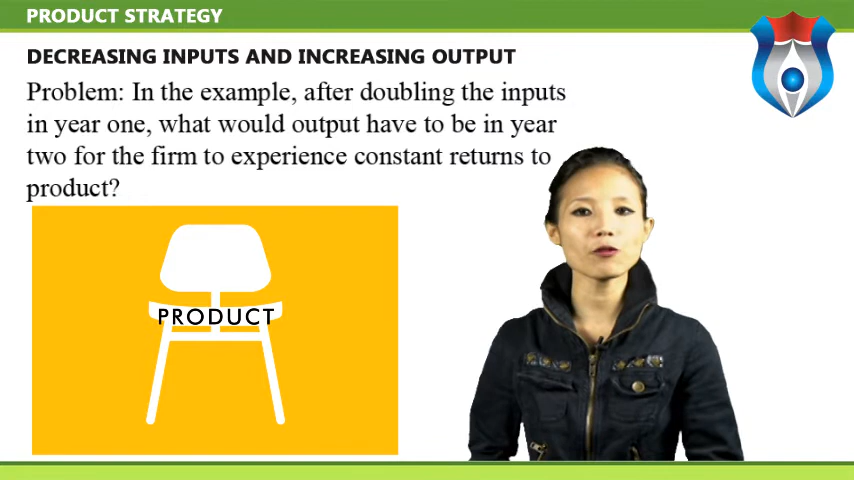 PRODUCT STRATEGY
DECREASING INPUTS AND INCREASING OUTPUT
Problem: In the example, after doubling the inputs
in year one, what would output have to be in year
two for the firm to experience constant returns to
product?
PRODUCT